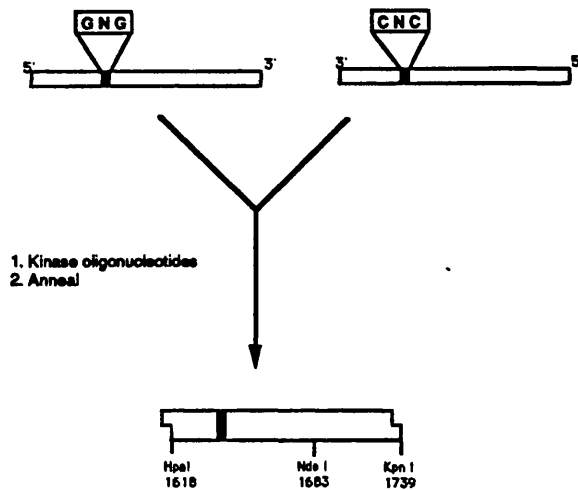 GNG
CNC
5'
3'
3'
5'
1. Kinase oligonucleotides
2. Anneal
HpaI
Nde I
Kpn I
1618
1683
1739